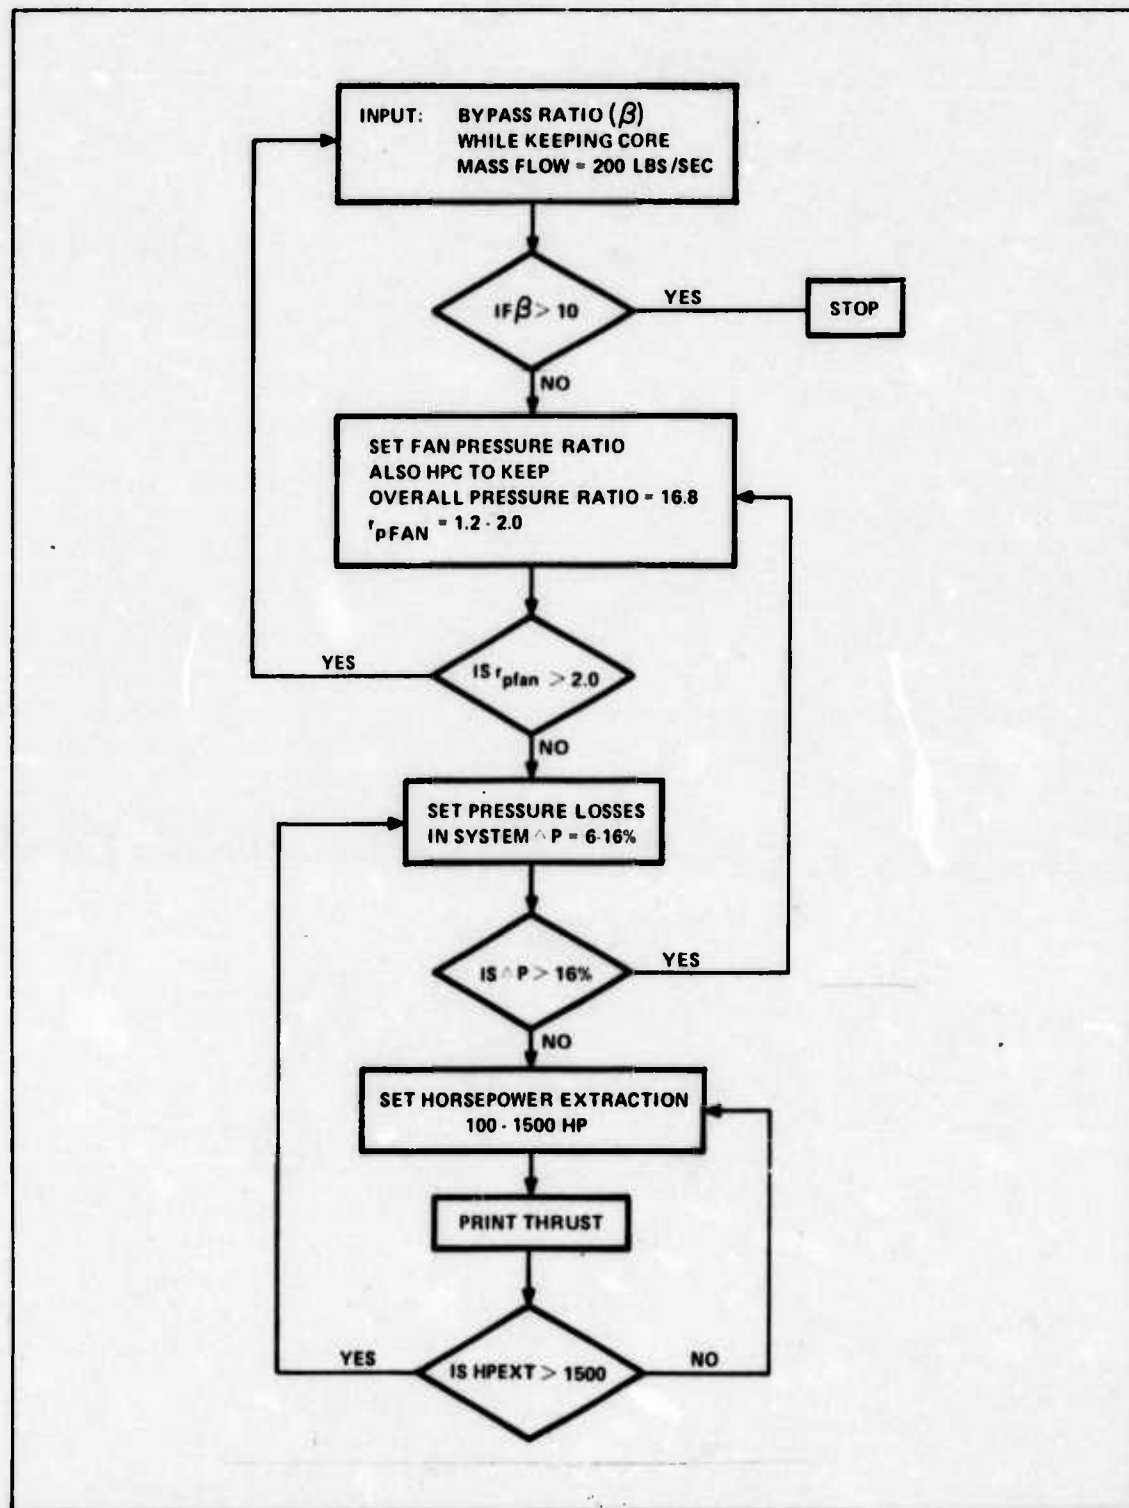 INPUT: BYPASS RATIO (β)
WHILE KEEPING CORE
MASS FLOW = 200 LBS/SEC
IF β > 10
YES
STOP
NO
SET FAN PRESSURE RATIO
ALSO HPC TO KEEP
OVERALL PRESSURE RATIO = 16.8
rpFAN = 1.2 - 2.0
YES
IS rpfan > 2.0
NO
SET PRESSURE LOSSES
IN SYSTEM ΔP = 6-16%
IS ΔP > 16%
YES
NO
SET HORSEPOWER EXTRACTION
100 - 1500 HP
PRINT THRUST
YES
IS HPEXT > 1500
NO